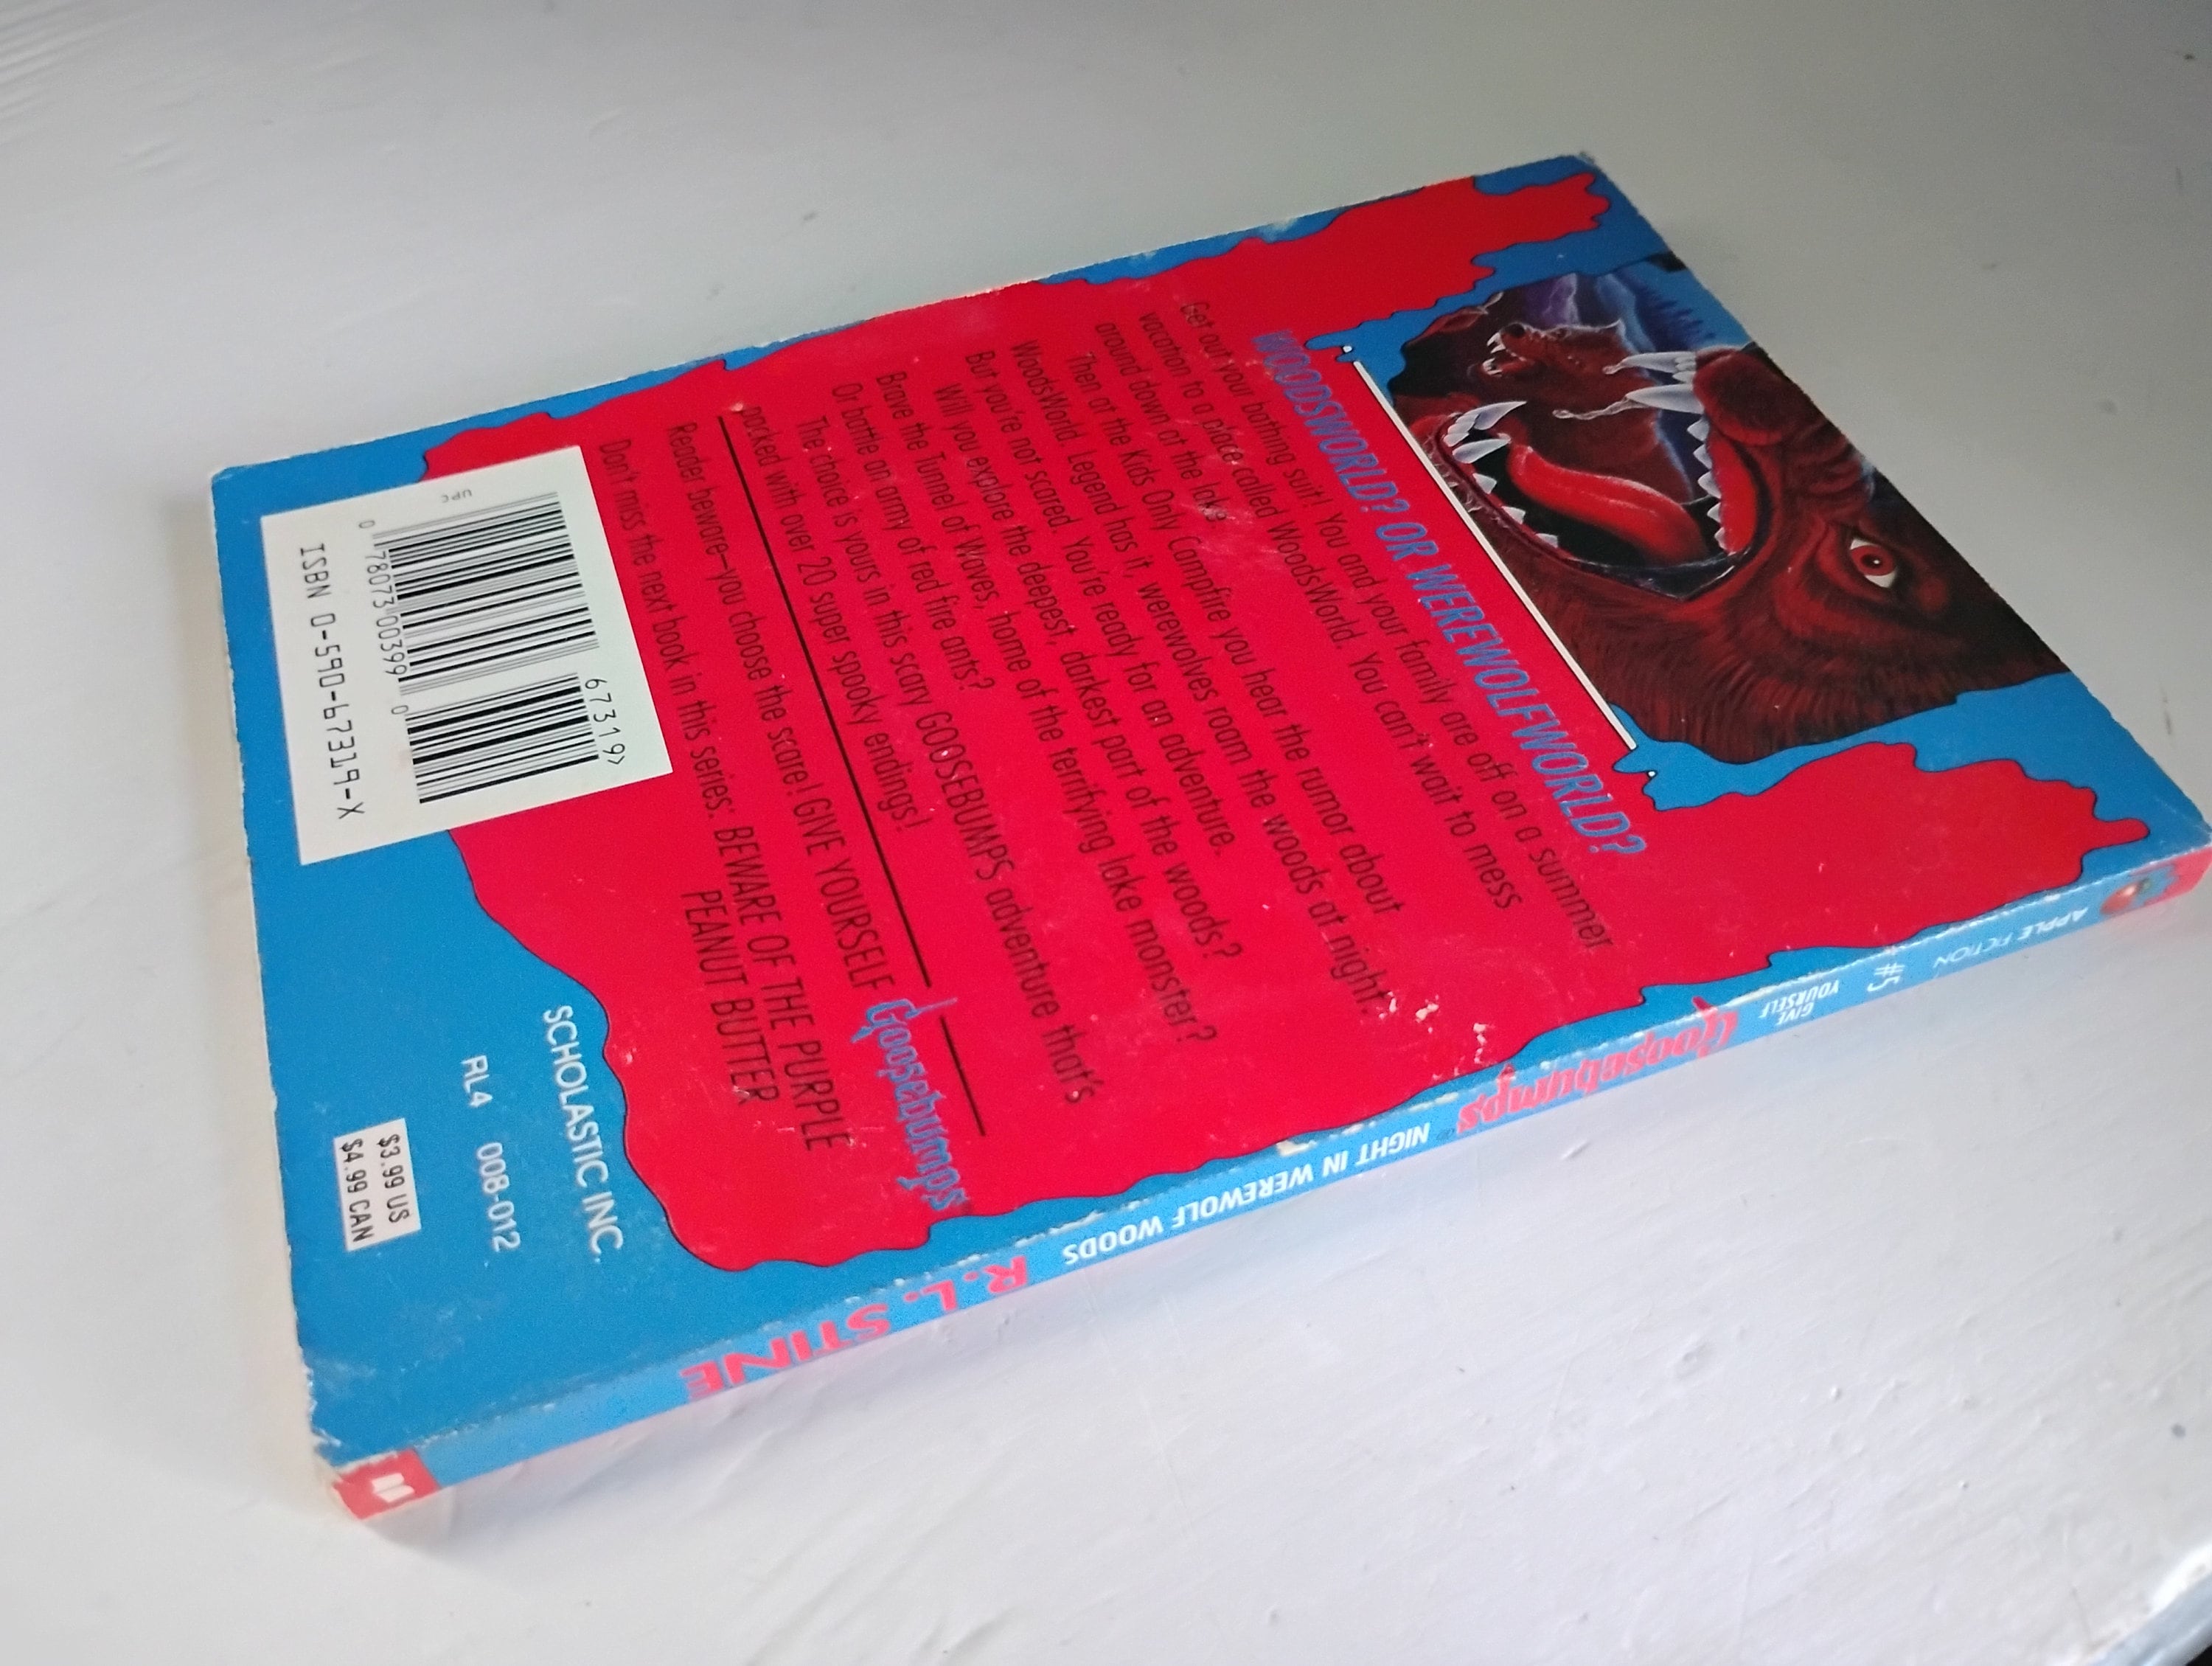 WOODSWORLD? OR WEREWOLFWORLD?
Get out your bathing suit! You and your family are off on a summer
vacation to a place called WoodsWorld. You can't wait to mess
around down at the lake.
Then at the Kids Only Campfire you hear the rumor about
WoodsWorld. Legend has it, werewolves roam the woods at night.
But you're not scared. You're ready for an adventure.
Will you explore the deepest, darkest part of the woods?
Brave the Tunnel of Waves, home of the terrifying lake monster?
Or battle an army of red fire ants?
The choice is yours in this scary GOOSEBUMPS adventure that's
packed with over 20 super spooky endings!
Reader beware—you choose the scare! GIVE YOURSELF Goosebumps
Don't miss the next book in this series: BEWARE OF THE PURPLE
PEANUT BUTTER
SCHOLASTIC INC.
RL4 008-012
$3.99 US
$4.99 CAN
UPC
67319>
0 78073 00399 0
ISBN 0-590-67319-X
APPLE FICTION
#5
GIVE
YOURSELF
Goosebumps
NIGHT IN WEREWOLF WOODS
R.L. STINE